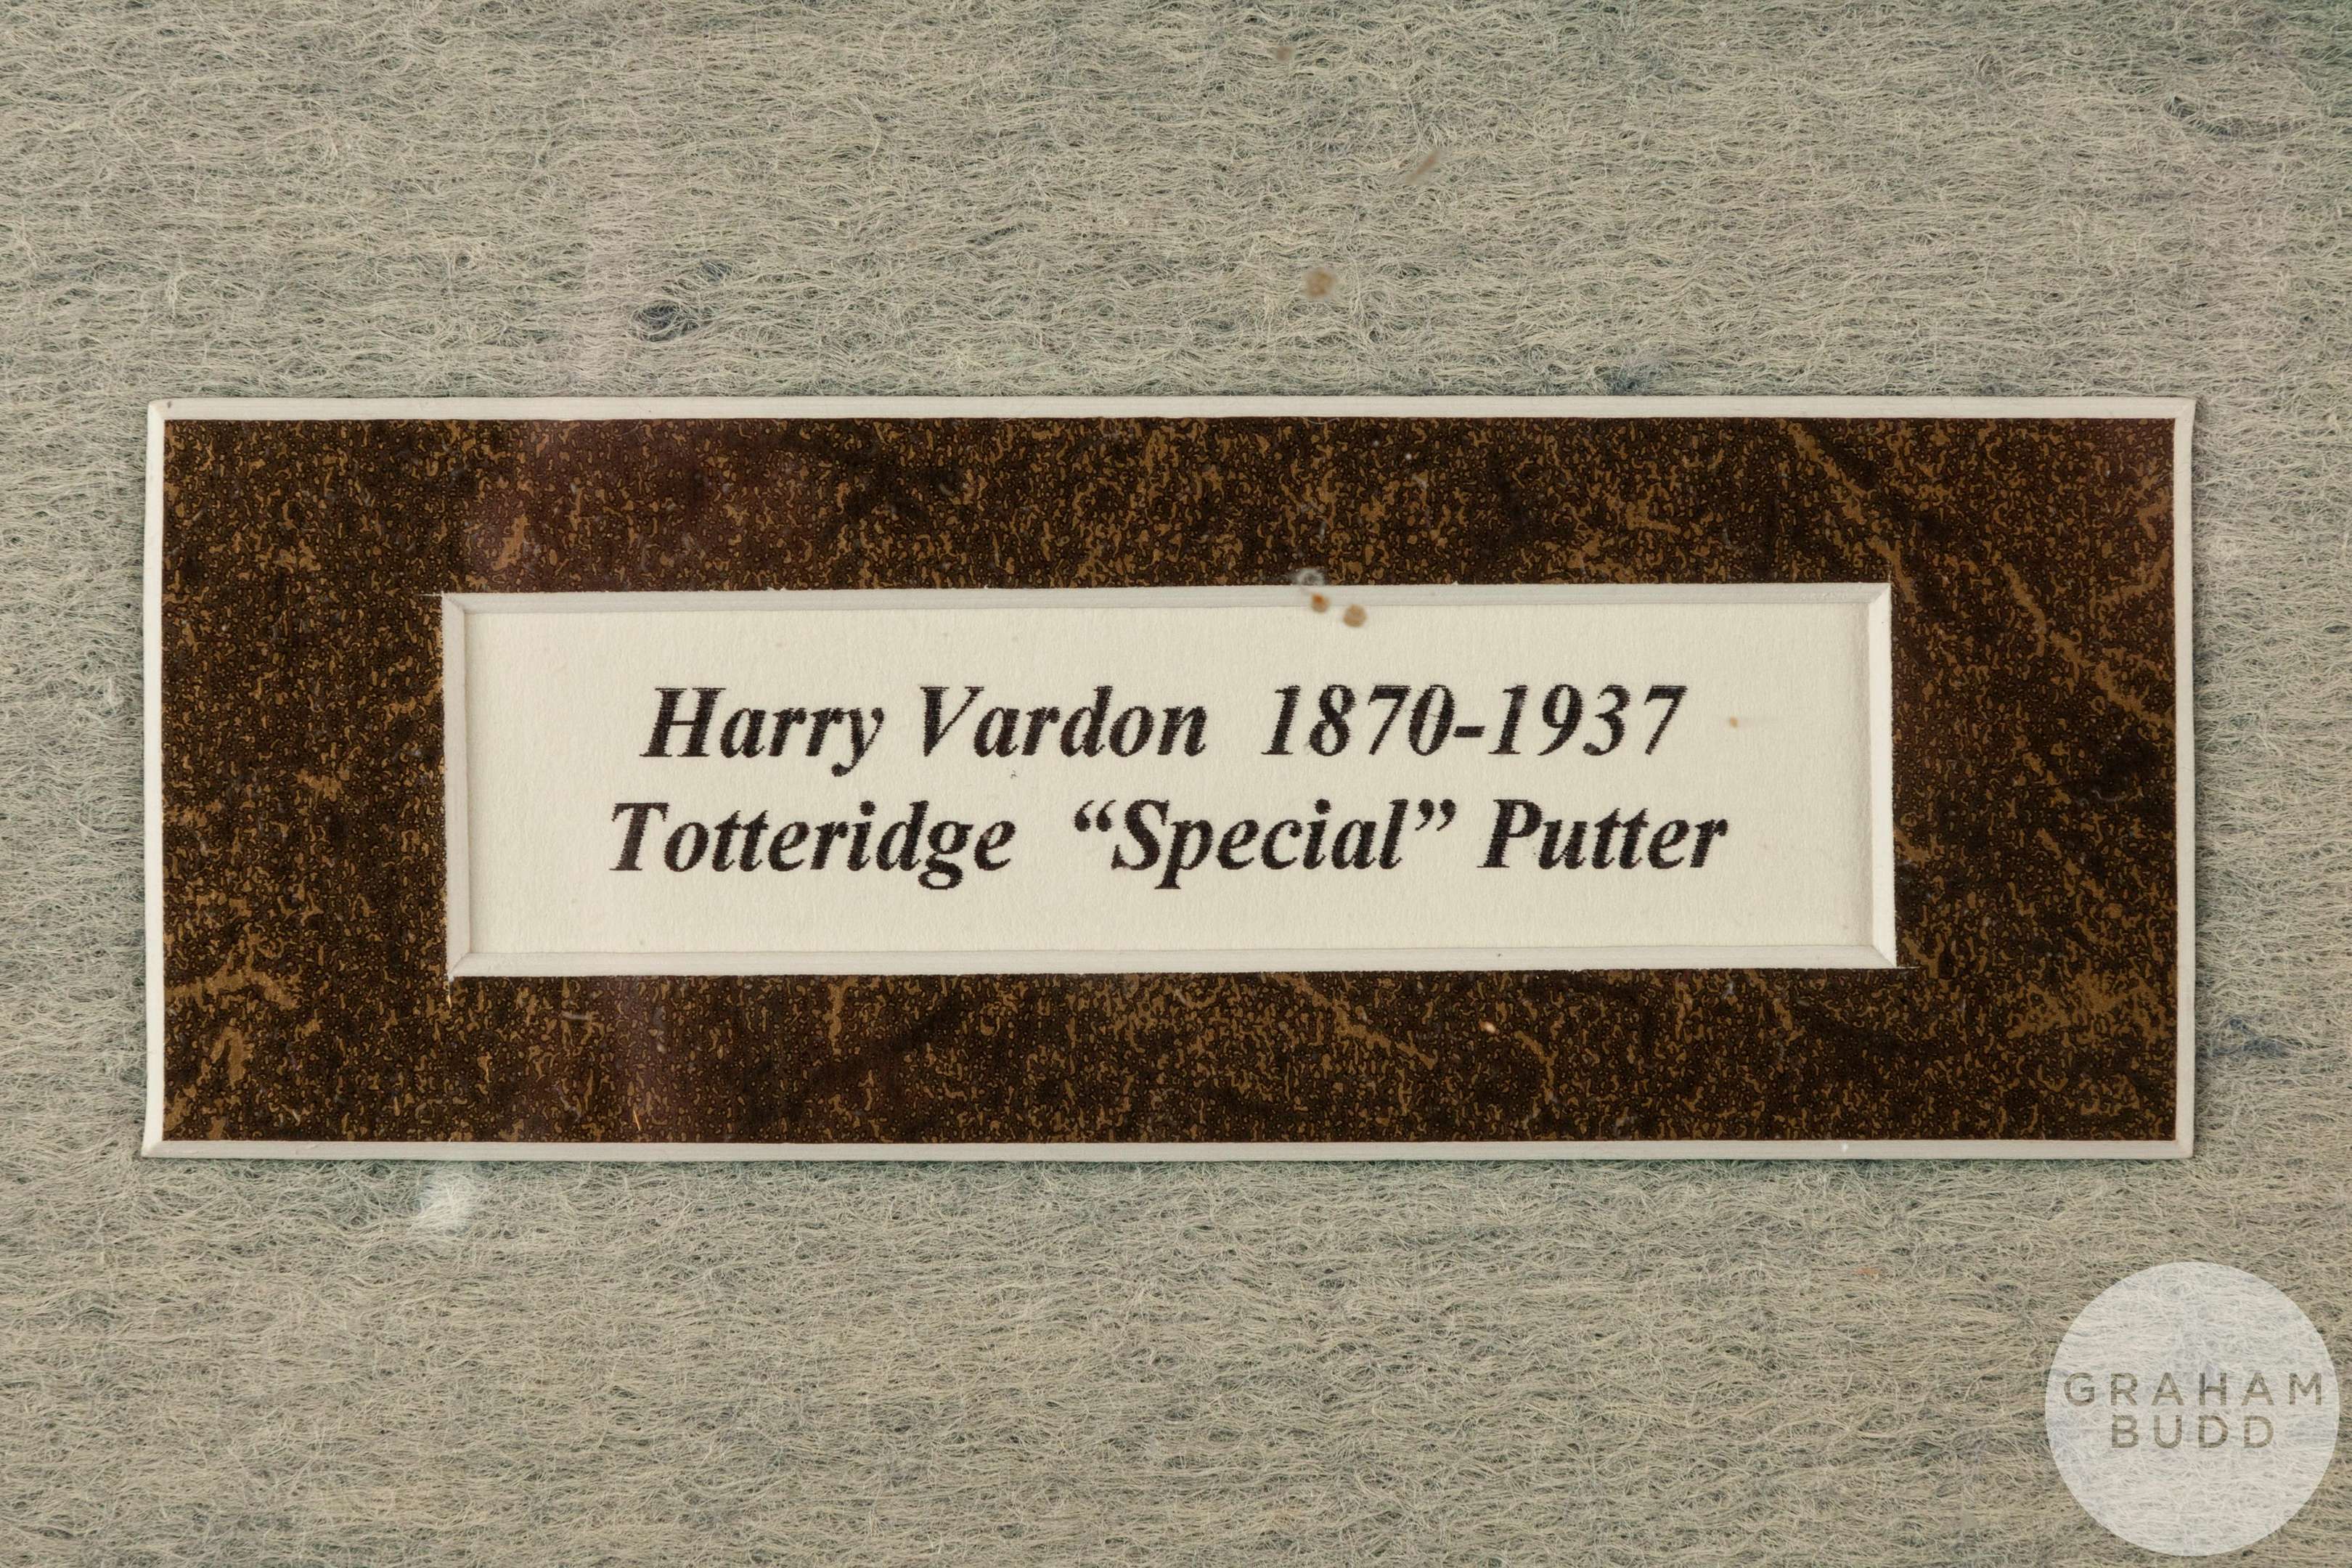 Harry Vardon 1870-1937
Totteridge “Special” Putter
GRAHAM
BUDD